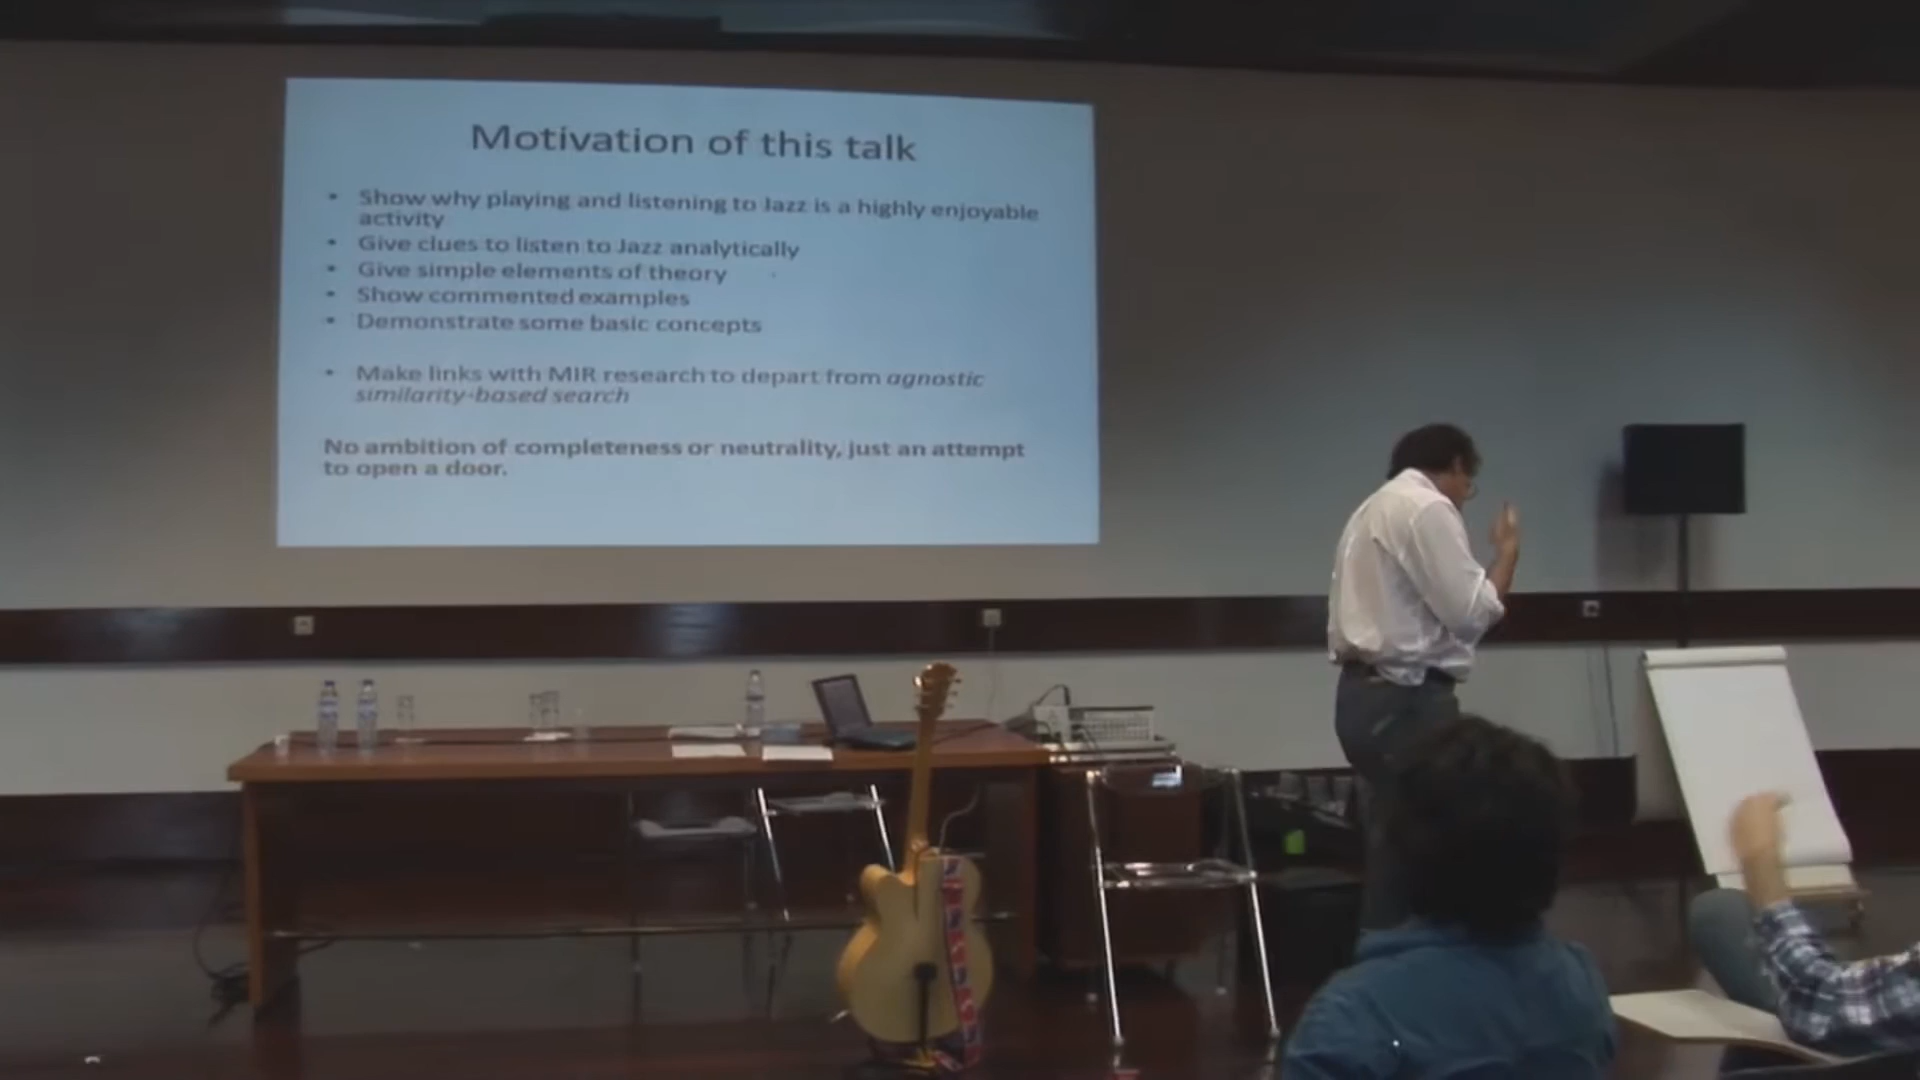 Motivation of this talk
• Show why playing and listening to Jazz is a highly enjoyable
activity
• Give clues to listen to Jazz analytically
• Give simple elements of theory
• Show commented examples
• Demonstrate some basic concepts
• Make links with MIR research to depart from agnostic
similarity-based search
No ambition of completeness or neutrality, just an attempt
to open a door.